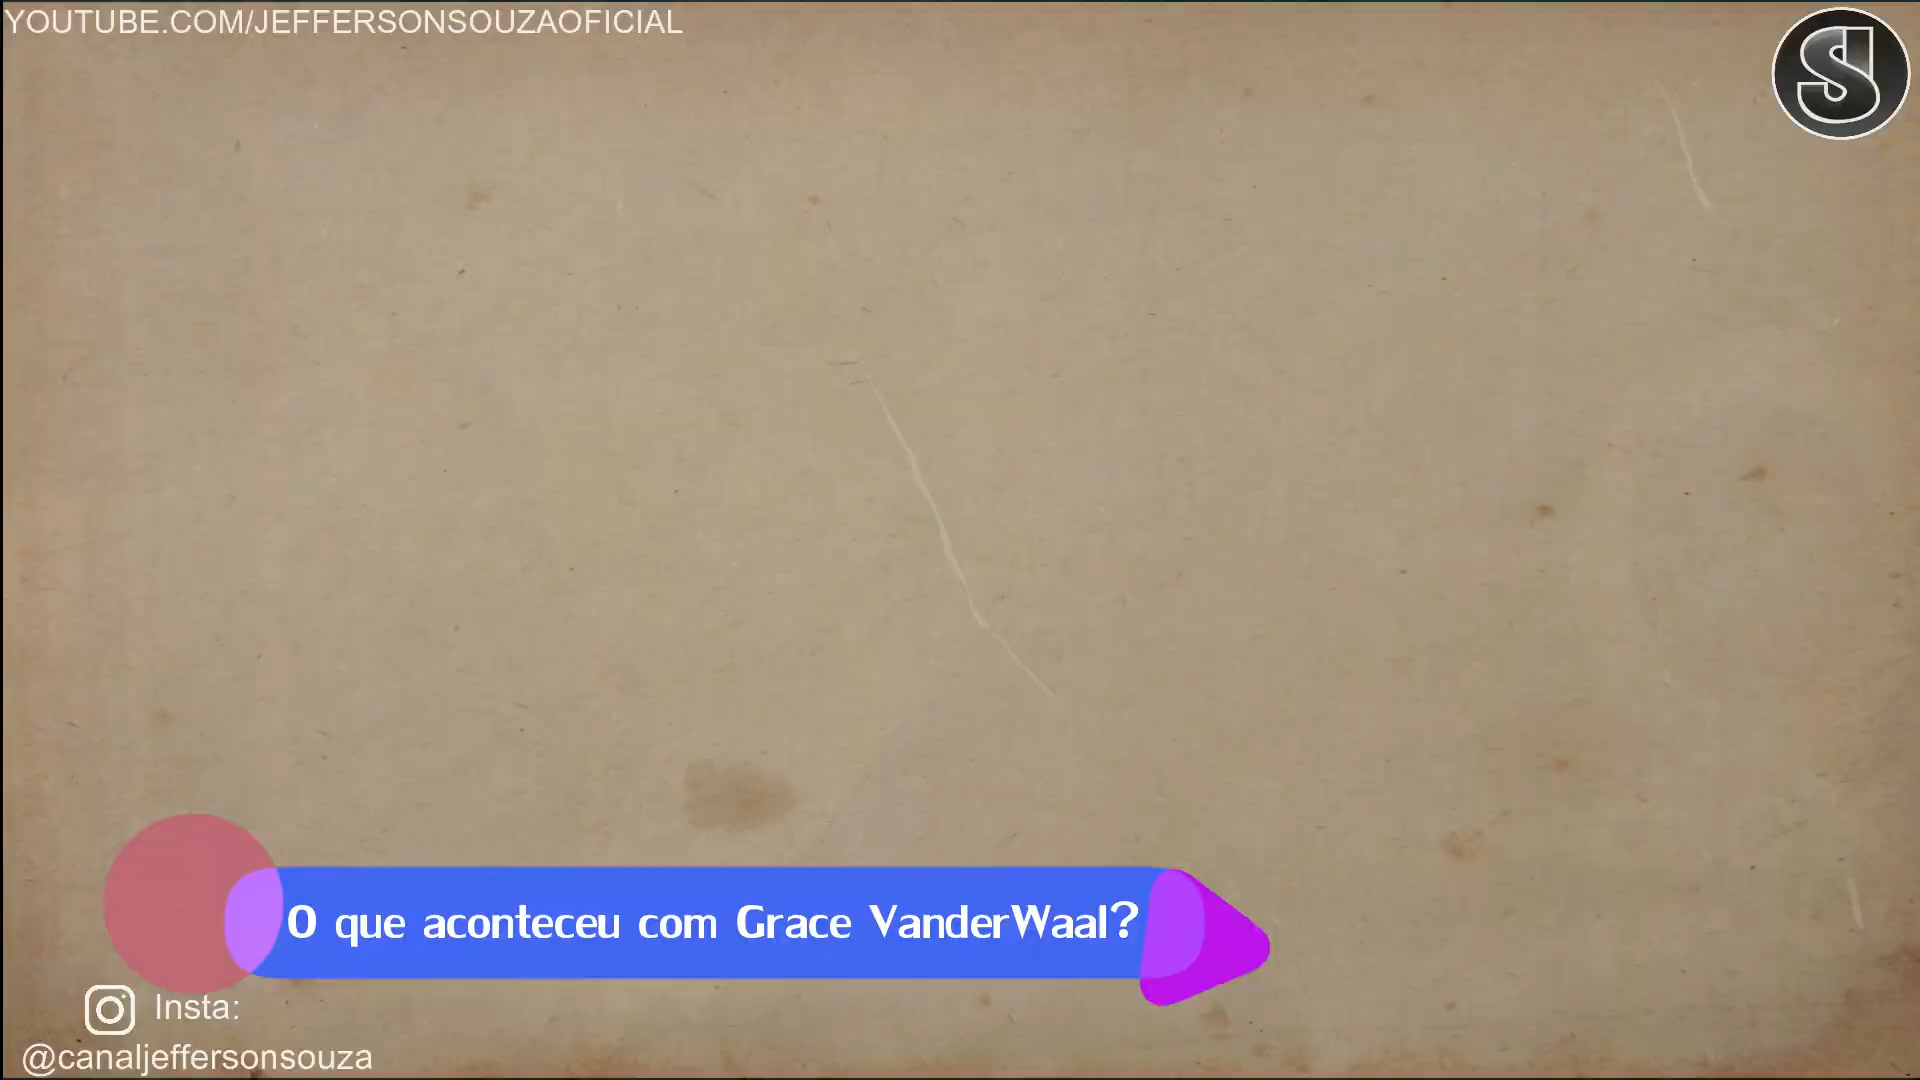 YOUTUBE.COM/JEFFERSONSOUZAOFICIAL
O que aconteceu com Grace VanderWaal?
Insta:
@canaljeffersonsouza